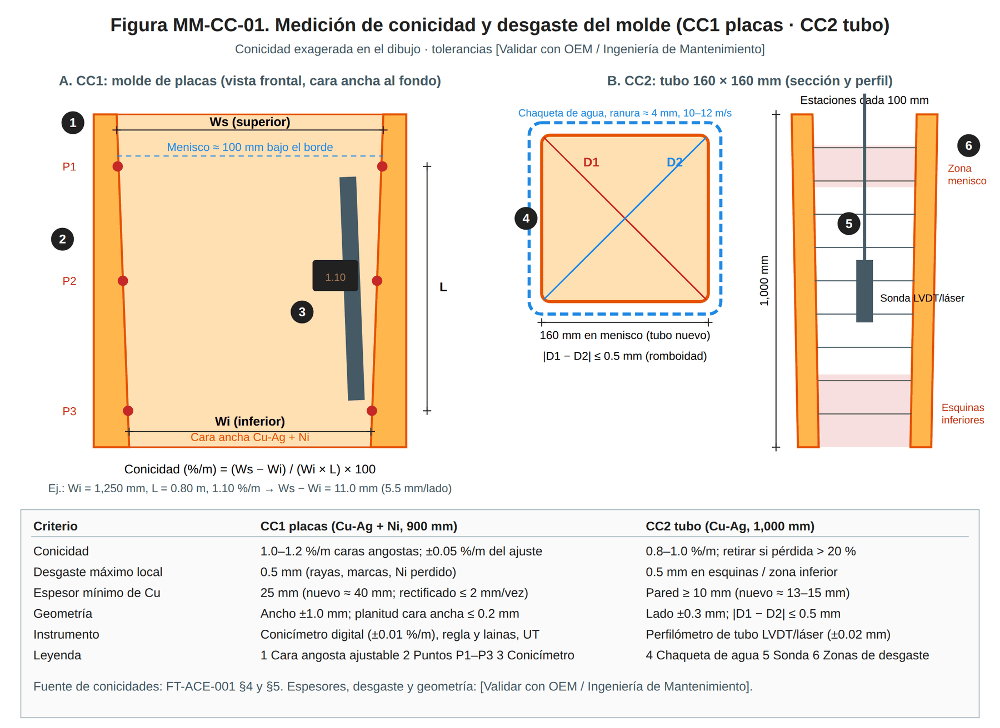 Figura MM-CC-01. Medición de conicidad y desgaste del molde (CC1 placas · CC2 tubo)
Conicidad exagerada en el dibujo · tolerancias [Validar con OEM / Ingeniería de Mantenimiento]
A. CC1: molde de placas (vista frontal, cara ancha al fondo)
1
Ws (superior)
Menisco ≈ 100 mm bajo el borde
P1
2
1.10
P2
L
3
P3
Wi (inferior)
Cara ancha Cu-Ag + Ni
Conicidad (%/m) = (Ws − Wi) / (Wi × L) × 100
Ej.: Wi = 1,250 mm, L = 0.80 m, 1.10 %/m → Ws − Wi = 11.0 mm (5.5 mm/lado)
B. CC2: tubo 160 × 160 mm (sección y perfil)
Estaciones cada 100 mm
Chaqueta de agua, ranura ≈ 4 mm, 10–12 m/s
D1
D2
4
160 mm en menisco (tubo nuevo)
|D1 − D2| ≤ 0.5 mm (romboidad)
6
Zona
menisco
5
1,000 mm
Sonda LVDT/láser
Esquinas
inferiores
Criterio CC1 placas (Cu-Ag + Ni, 900 mm) CC2 tubo (Cu-Ag, 1,000 mm)
Conicidad 1.0–1.2 %/m caras angostas; ±0.05 %/m del ajuste 0.8–1.0 %/m; retirar si pérdida > 20 %
Desgaste máximo local 0.5 mm (rayas, marcas, Ni perdido) 0.5 mm en esquinas / zona inferior
Espesor mínimo de Cu 25 mm (nuevo ≈ 40 mm; rectificado ≤ 2 mm/vez) Pared ≥ 10 mm (nuevo ≈ 13–15 mm)
Geometría Ancho ±1.0 mm; planitud cara ancha ≤ 0.2 mm Lado ±0.3 mm; |D1 − D2| ≤ 0.5 mm
Instrumento Conicímetro digital (±0.01 %/m), regla y lainas, UT Perfilómetro de tubo LVDT/láser (±0.02 mm)
Leyenda 1 Cara angosta ajustable 2 Puntos P1–P3 3 Conicímetro 4 Chaqueta de agua 5 Sonda 6 Zonas de desgaste
Fuente de conicidades: FT-ACE-001 §4 y §5. Espesores, desgaste y geometría: [Validar con OEM / Ingeniería de Mantenimiento].